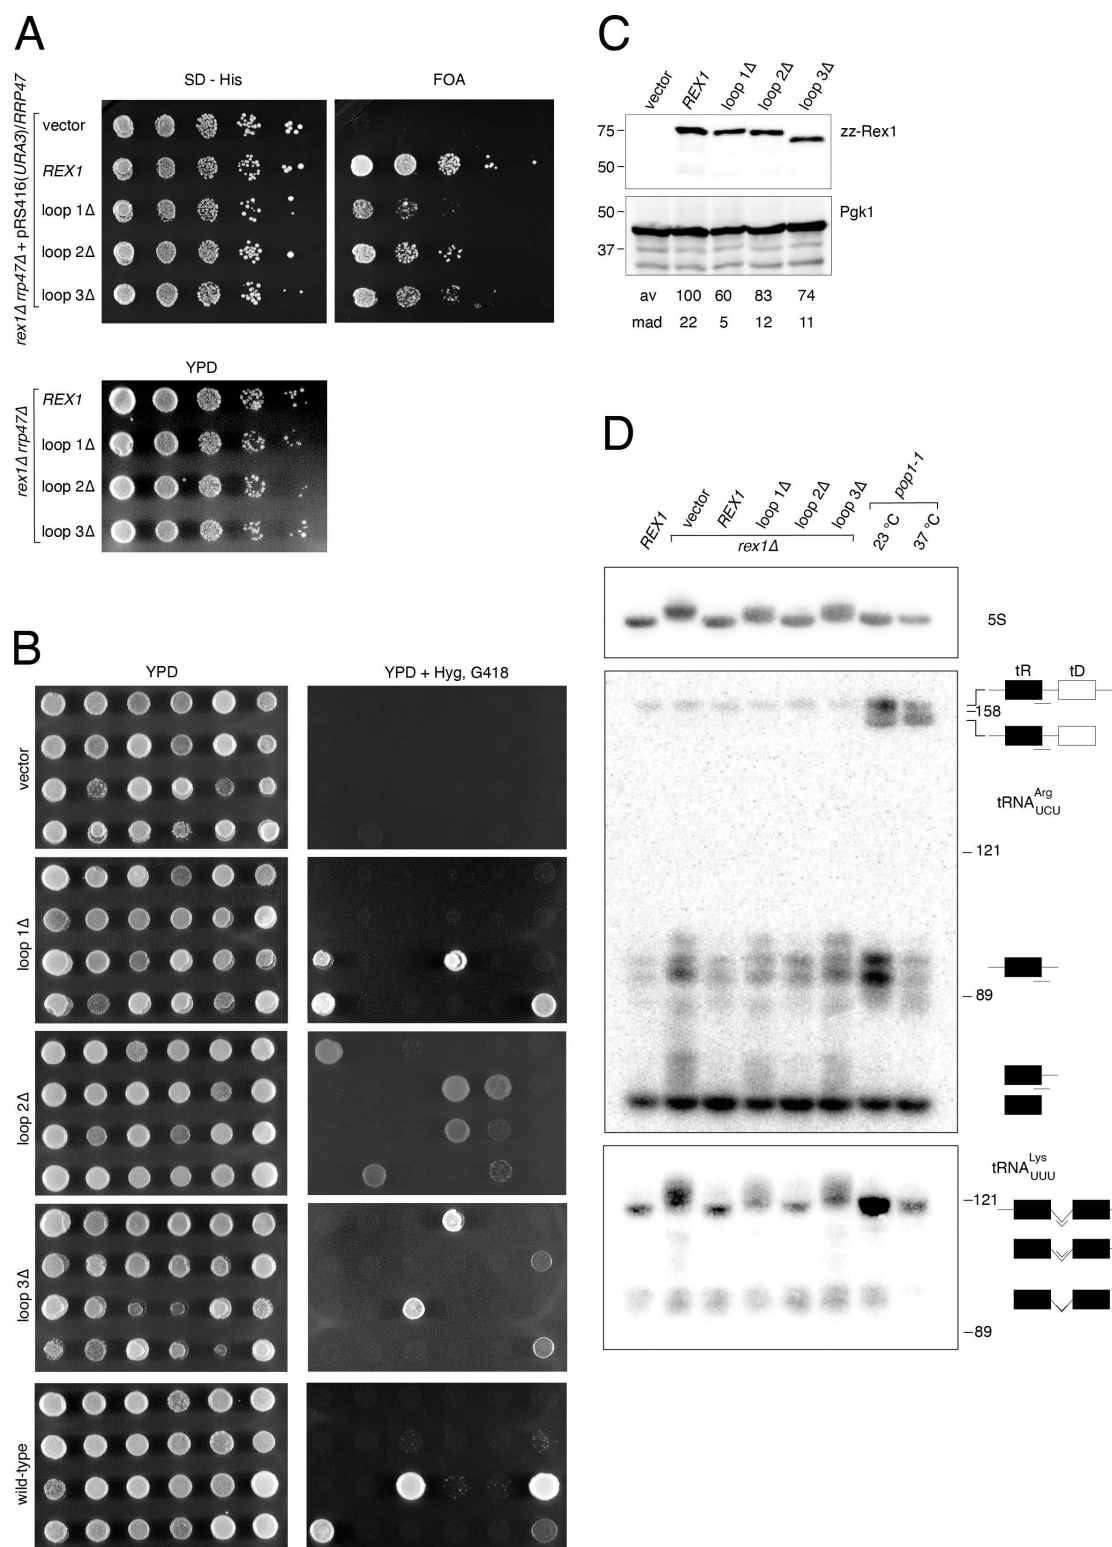 A
SD - His
FOA
rex1Δ rrp47Δ + pRS416(URA3)/RRP47
vector
REX1
loop 1Δ
loop 2Δ
loop 3Δ
YPD
rex1Δ rrp47Δ
REX1
loop 1Δ
loop 2Δ
loop 3Δ
B
YPD
YPD + Hyg, G418
vector
loop 1Δ
loop 2Δ
loop 3Δ
wild-type
C
vector
REX1
loop 1Δ
loop 2Δ
loop 3Δ
75
50
zz-Rex1
50
37
Pgk1
av 100 60 83 74
mad 22 5 12 11
D
REX1
vector
REX1
loop 1Δ
loop 2Δ
loop 3Δ
rex1Δ
pop1-1
23 °C
37 °C
5S
tR tD
158
tRNA Arg UCU
121
89
tRNA Lys UUU
121
89